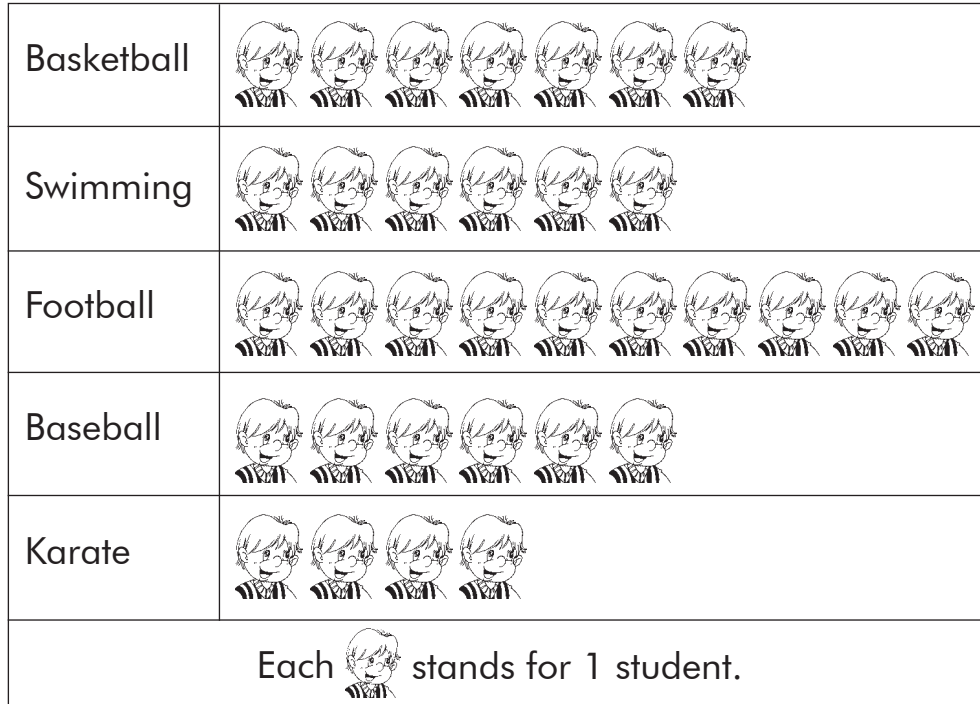 Basketball
Swimming
Football
Baseball
Karate
Each stands for 1 student.